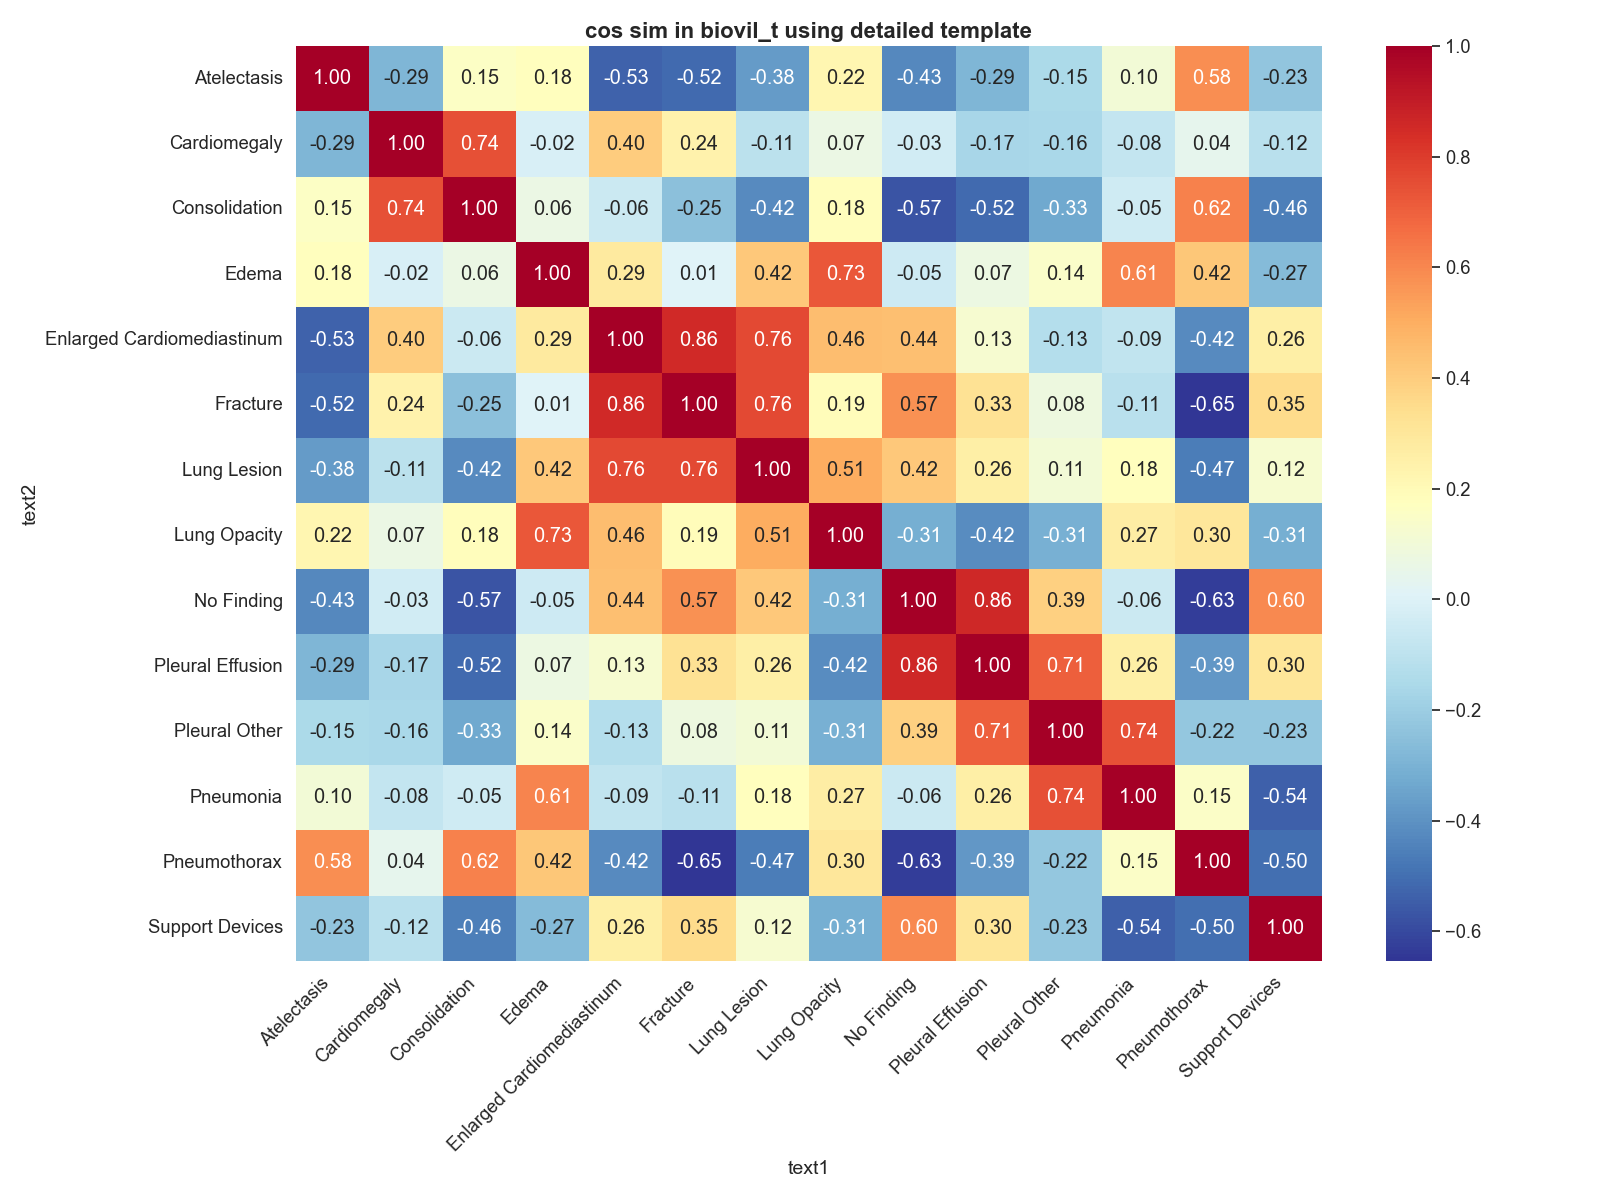 cos sim in biovil_t using detailed template
Atelectasis 1.00 -0.29 0.15 0.18 -0.53 -0.52 -0.38 0.22 -0.43 -0.29 -0.15 0.10 0.58 -0.23
Cardiomegaly -0.29 1.00 0.74 -0.02 0.40 0.24 -0.11 0.07 -0.03 -0.17 -0.16 -0.08 0.04 -0.12
Consolidation 0.15 0.74 1.00 0.06 -0.06 -0.25 -0.42 0.18 -0.57 -0.52 -0.33 -0.05 0.62 -0.46
Edema 0.18 -0.02 0.06 1.00 0.29 0.01 0.42 0.73 -0.05 0.07 0.14 0.61 0.42 -0.27
Enlarged Cardiomediastinum -0.53 0.40 -0.06 0.29 1.00 0.86 0.76 0.46 0.44 0.13 -0.13 -0.09 -0.42 0.26
Fracture -0.52 0.24 -0.25 0.01 0.86 1.00 0.76 0.19 0.57 0.33 0.08 -0.11 -0.65 0.35
Lung Lesion -0.38 -0.11 -0.42 0.42 0.76 0.76 1.00 0.51 0.42 0.26 0.11 0.18 -0.47 0.12
Lung Opacity 0.22 0.07 0.18 0.73 0.46 0.19 0.51 1.00 -0.31 -0.42 -0.31 0.27 0.30 -0.31
No Finding -0.43 -0.03 -0.57 -0.05 0.44 0.57 0.42 -0.31 1.00 0.86 0.39 -0.06 -0.63 0.60
Pleural Effusion -0.29 -0.17 -0.52 0.07 0.13 0.33 0.26 -0.42 0.86 1.00 0.71 0.26 -0.39 0.30
Pleural Other -0.15 -0.16 -0.33 0.14 -0.13 0.08 0.11 -0.31 0.39 0.71 1.00 0.74 -0.22 -0.23
Pneumonia 0.10 -0.08 -0.05 0.61 -0.09 -0.11 0.18 0.27 -0.06 0.26 0.74 1.00 0.15 -0.54
Pneumothorax 0.58 0.04 0.62 0.42 -0.42 -0.65 -0.47 0.30 -0.63 -0.39 -0.22 0.15 1.00 -0.50
Support Devices -0.23 -0.12 -0.46 -0.27 0.26 0.35 0.12 -0.31 0.60 0.30 -0.23 -0.54 -0.50 1.00
text2
Atelectasis
Cardiomegaly
Consolidation
Edema
Enlarged Cardiomediastinum
Fracture
Lung Lesion
Lung Opacity
No Finding
Pleural Effusion
Pleural Other
Pneumonia
Pneumothorax
Support Devices
text1
1.0
0.8
0.6
0.4
0.2
0.0
−0.2
−0.4
−0.6